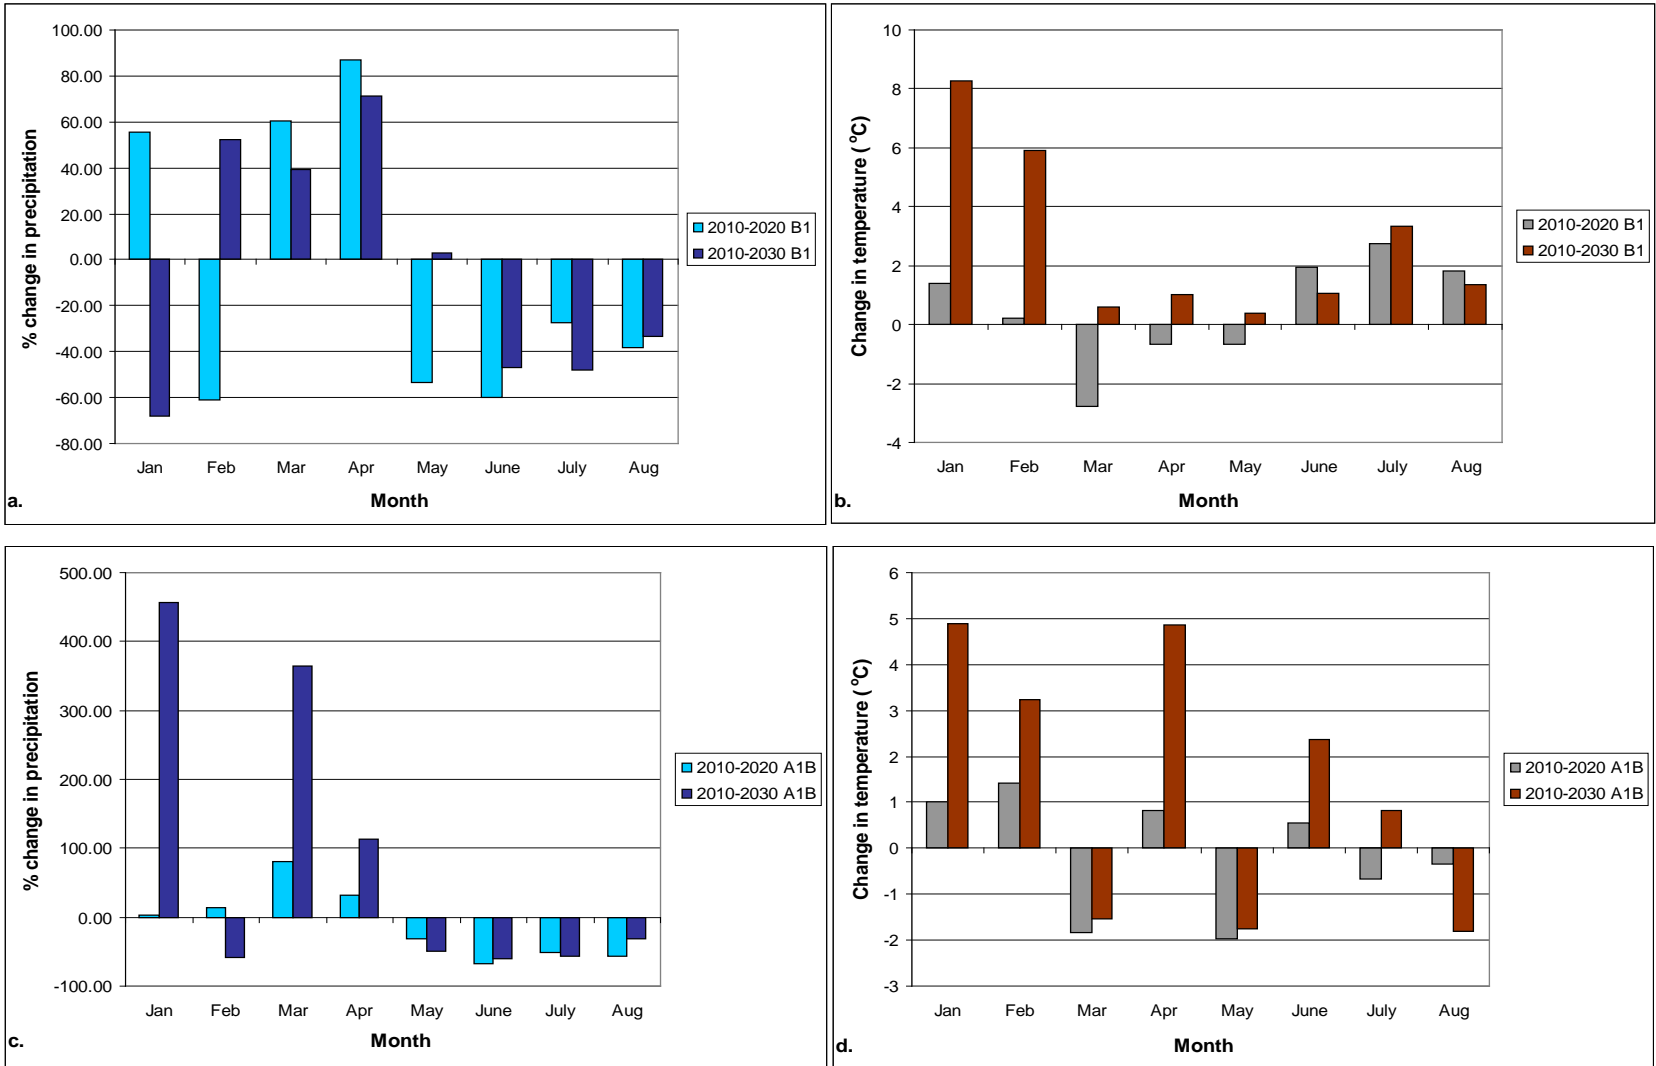 100.00
80.00
60.00
40.00
20.00
0.00
-20.00
-40.00
-60.00
-80.00
% change in precipitation
Jan Feb Mar Apr May June July Aug
Month
a.
2010-2020 B1
2010-2030 B1
10
8
6
4
2
0
-2
-4
Change in temperature ( °C)
Jan Feb Mar Apr May June July Aug
Month
b.
2010-2020 B1
2010-2030 B1
500.00
400.00
300.00
200.00
100.00
0.00
-100.00
% change in precipitation
Jan Feb Mar Apr May June July Aug
Month
c.
2010-2020 A1B
2010-2030 A1B
6
5
4
3
2
1
0
-1
-2
-3
Change in temperature ( °C)
Jan Feb Mar Apr May June July Aug
Month
d.
2010-2020 A1B
2010-2030 A1B